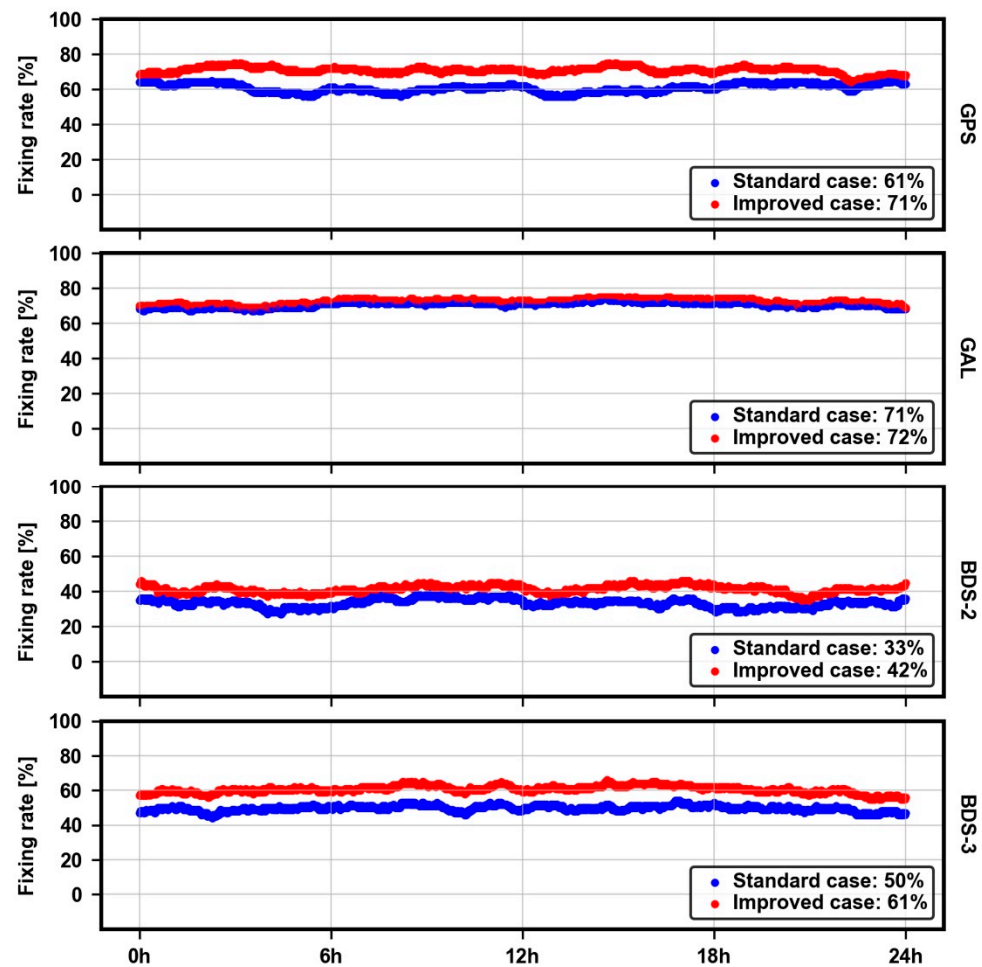 100
80
60
40
20
0
Fixing rate [%]
Standard case: 61%
Improved case: 71%
GPS
100
80
60
40
20
0
Fixing rate [%]
Standard case: 71%
Improved case: 72%
GAL
100
80
60
40
20
0
Fixing rate [%]
Standard case: 33%
Improved case: 42%
BDS-2
100
80
60
40
20
0
Fixing rate [%]
Standard case: 50%
Improved case: 61%
BDS-3
0h 6h 12h 18h 24h